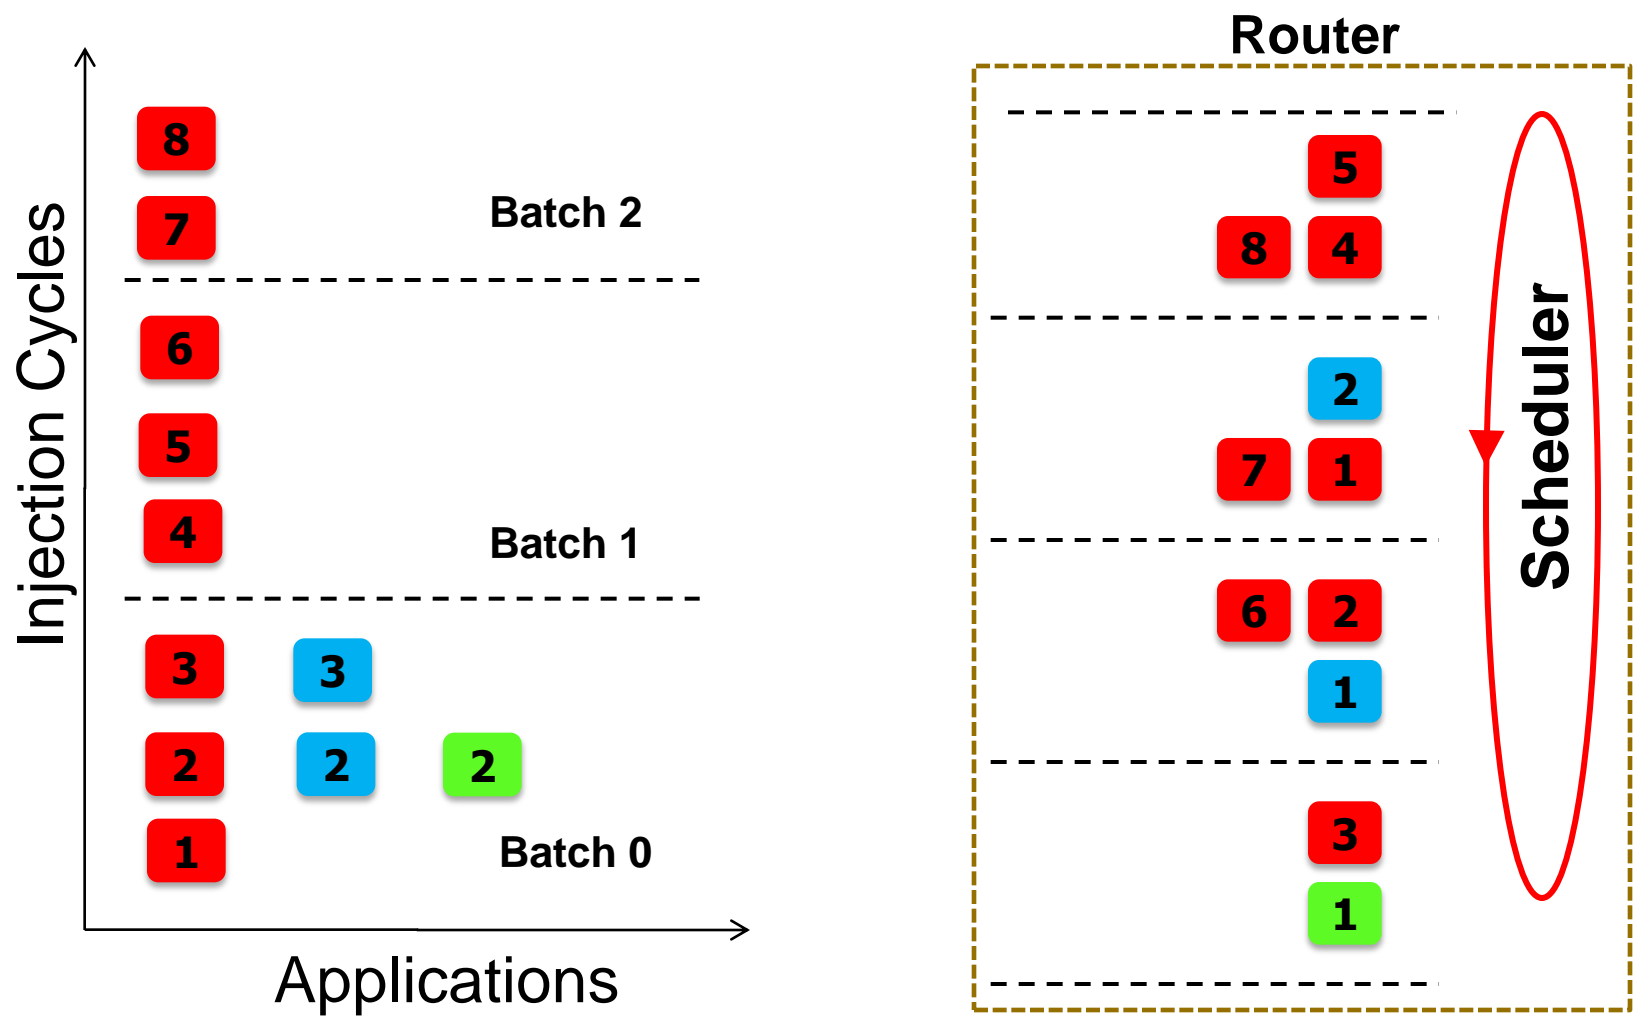 Router
Injection Cycles
8
7
Batch 2
6
5
4
Batch 1
3 3
2 2 2
1
Batch 0
Applications
5
8 4
2
7 1
6 2
1
3
1
Scheduler